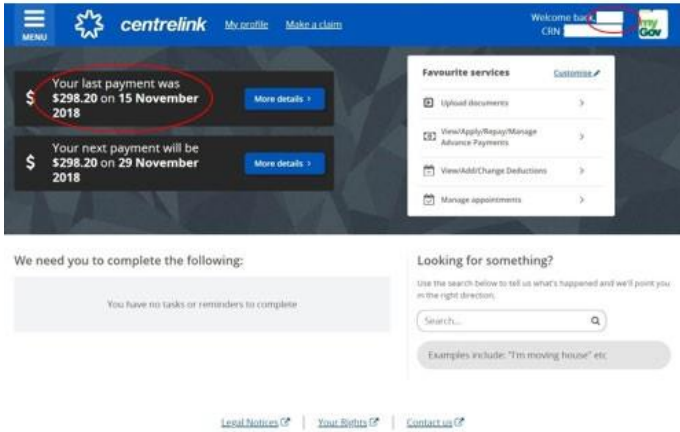 MENU
centrelink
My profile
Make a claim
Welcome back,
CRN
my
Gov
Your last payment was
$ $298.20 on 15 November
2018
More details ›
Your next payment will be
$ $298.20 on 29 November
2018
More details ›
Favourite services
Customise
Upload documents
View/Apply/Repay/Manage
Advance Payments
View/Add/Change Deductions
Manage appointments
We need you to complete the following:
You have no tasks or reminders to complete
Looking for something?
Use the search below to tell us what's happened and we'll point you
in the right direction.
Search...
Examples include: "I'm moving house" etc
Legal Notices
Your Rights
Contact us